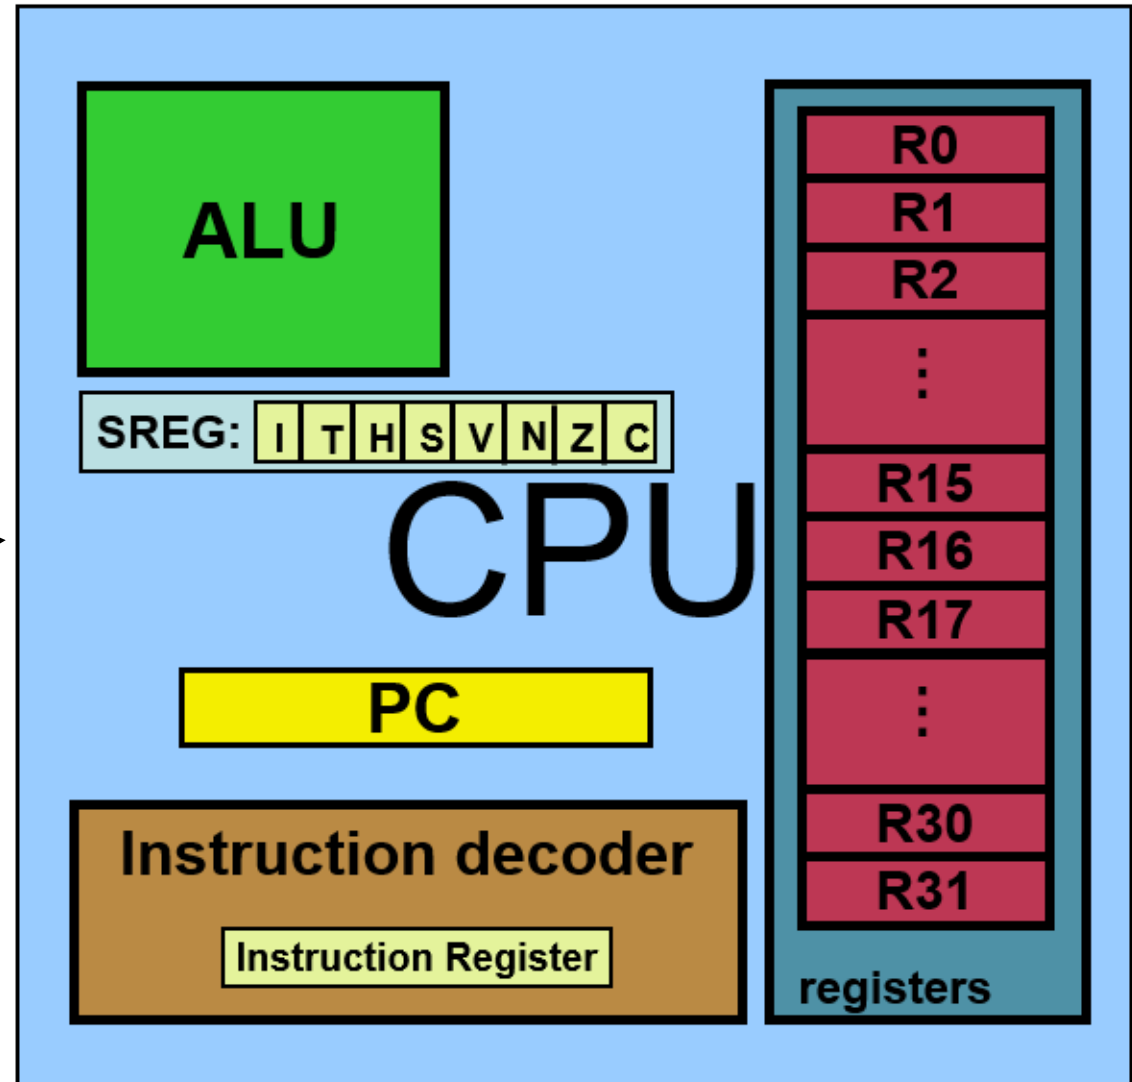 ALU
SREG: I T H S V N Z C
CPU
PC
Instruction decoder
Instruction Register
R0
R1
R2
⋮
R15
R16
R17
⋮
R30
R31
registers